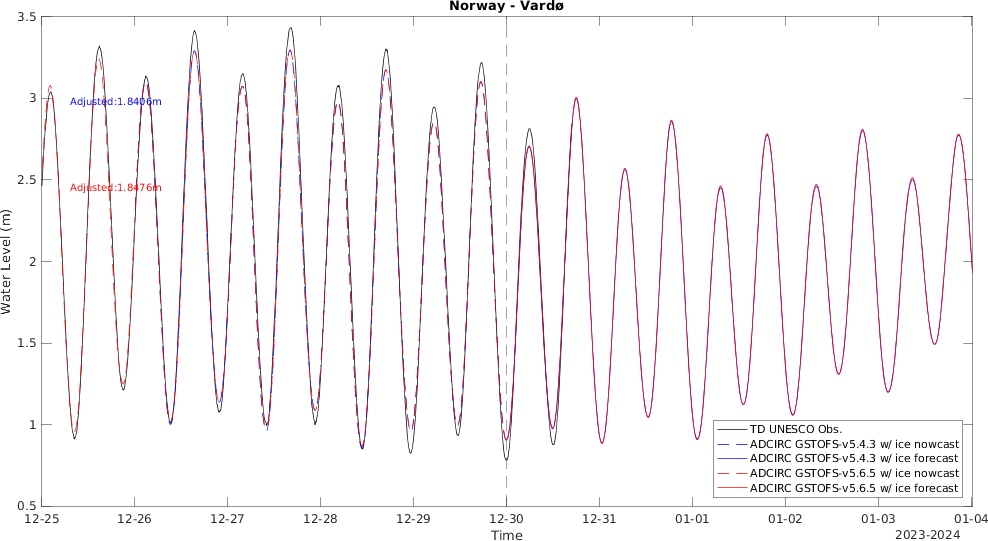 Norway - Vardø
3.5
3
2.5
2
1.5
1
0.5
Water Level (m)
Adjusted:1.8406m
Adjusted:1.8476m
TD UNESCO Obs.
ADCIRC GSTOFS-v5.4.3 w/ ice nowcast
ADCIRC GSTOFS-v5.4.3 w/ ice forecast
ADCIRC GSTOFS-v5.6.5 w/ ice nowcast
ADCIRC GSTOFS-v5.6.5 w/ ice forecast
12-25 12-26 12-27 12-28 12-29 12-30 12-31 01-01 01-02 01-03 01-04
Time
2023-2024